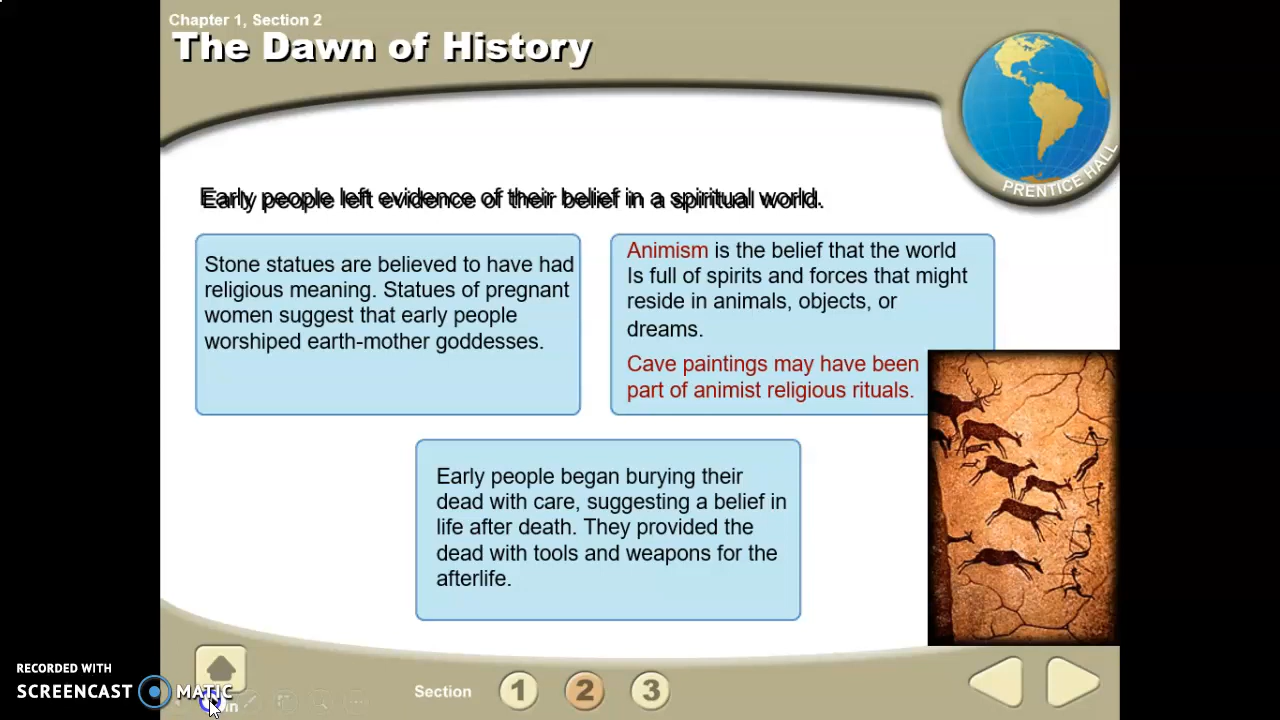 Chapter 1, Section 2
The Dawn of History
PRENTICE HALL
Early people left evidence of their belief in a spiritual world.
Stone statues are believed to have had
religious meaning. Statues of pregnant
women suggest that early people
worshiped earth-mother goddesses.
Animism is the belief that the world
Is full of spirits and forces that might
reside in animals, objects, or
dreams.
Cave paintings may have been
part of animist religious rituals.
Early people began burying their
dead with care, suggesting a belief in
life after death. They provided the
dead with tools and weapons for the
afterlife.
RECORDED WITH
SCREENCAST MATIC
Section 1 2 3